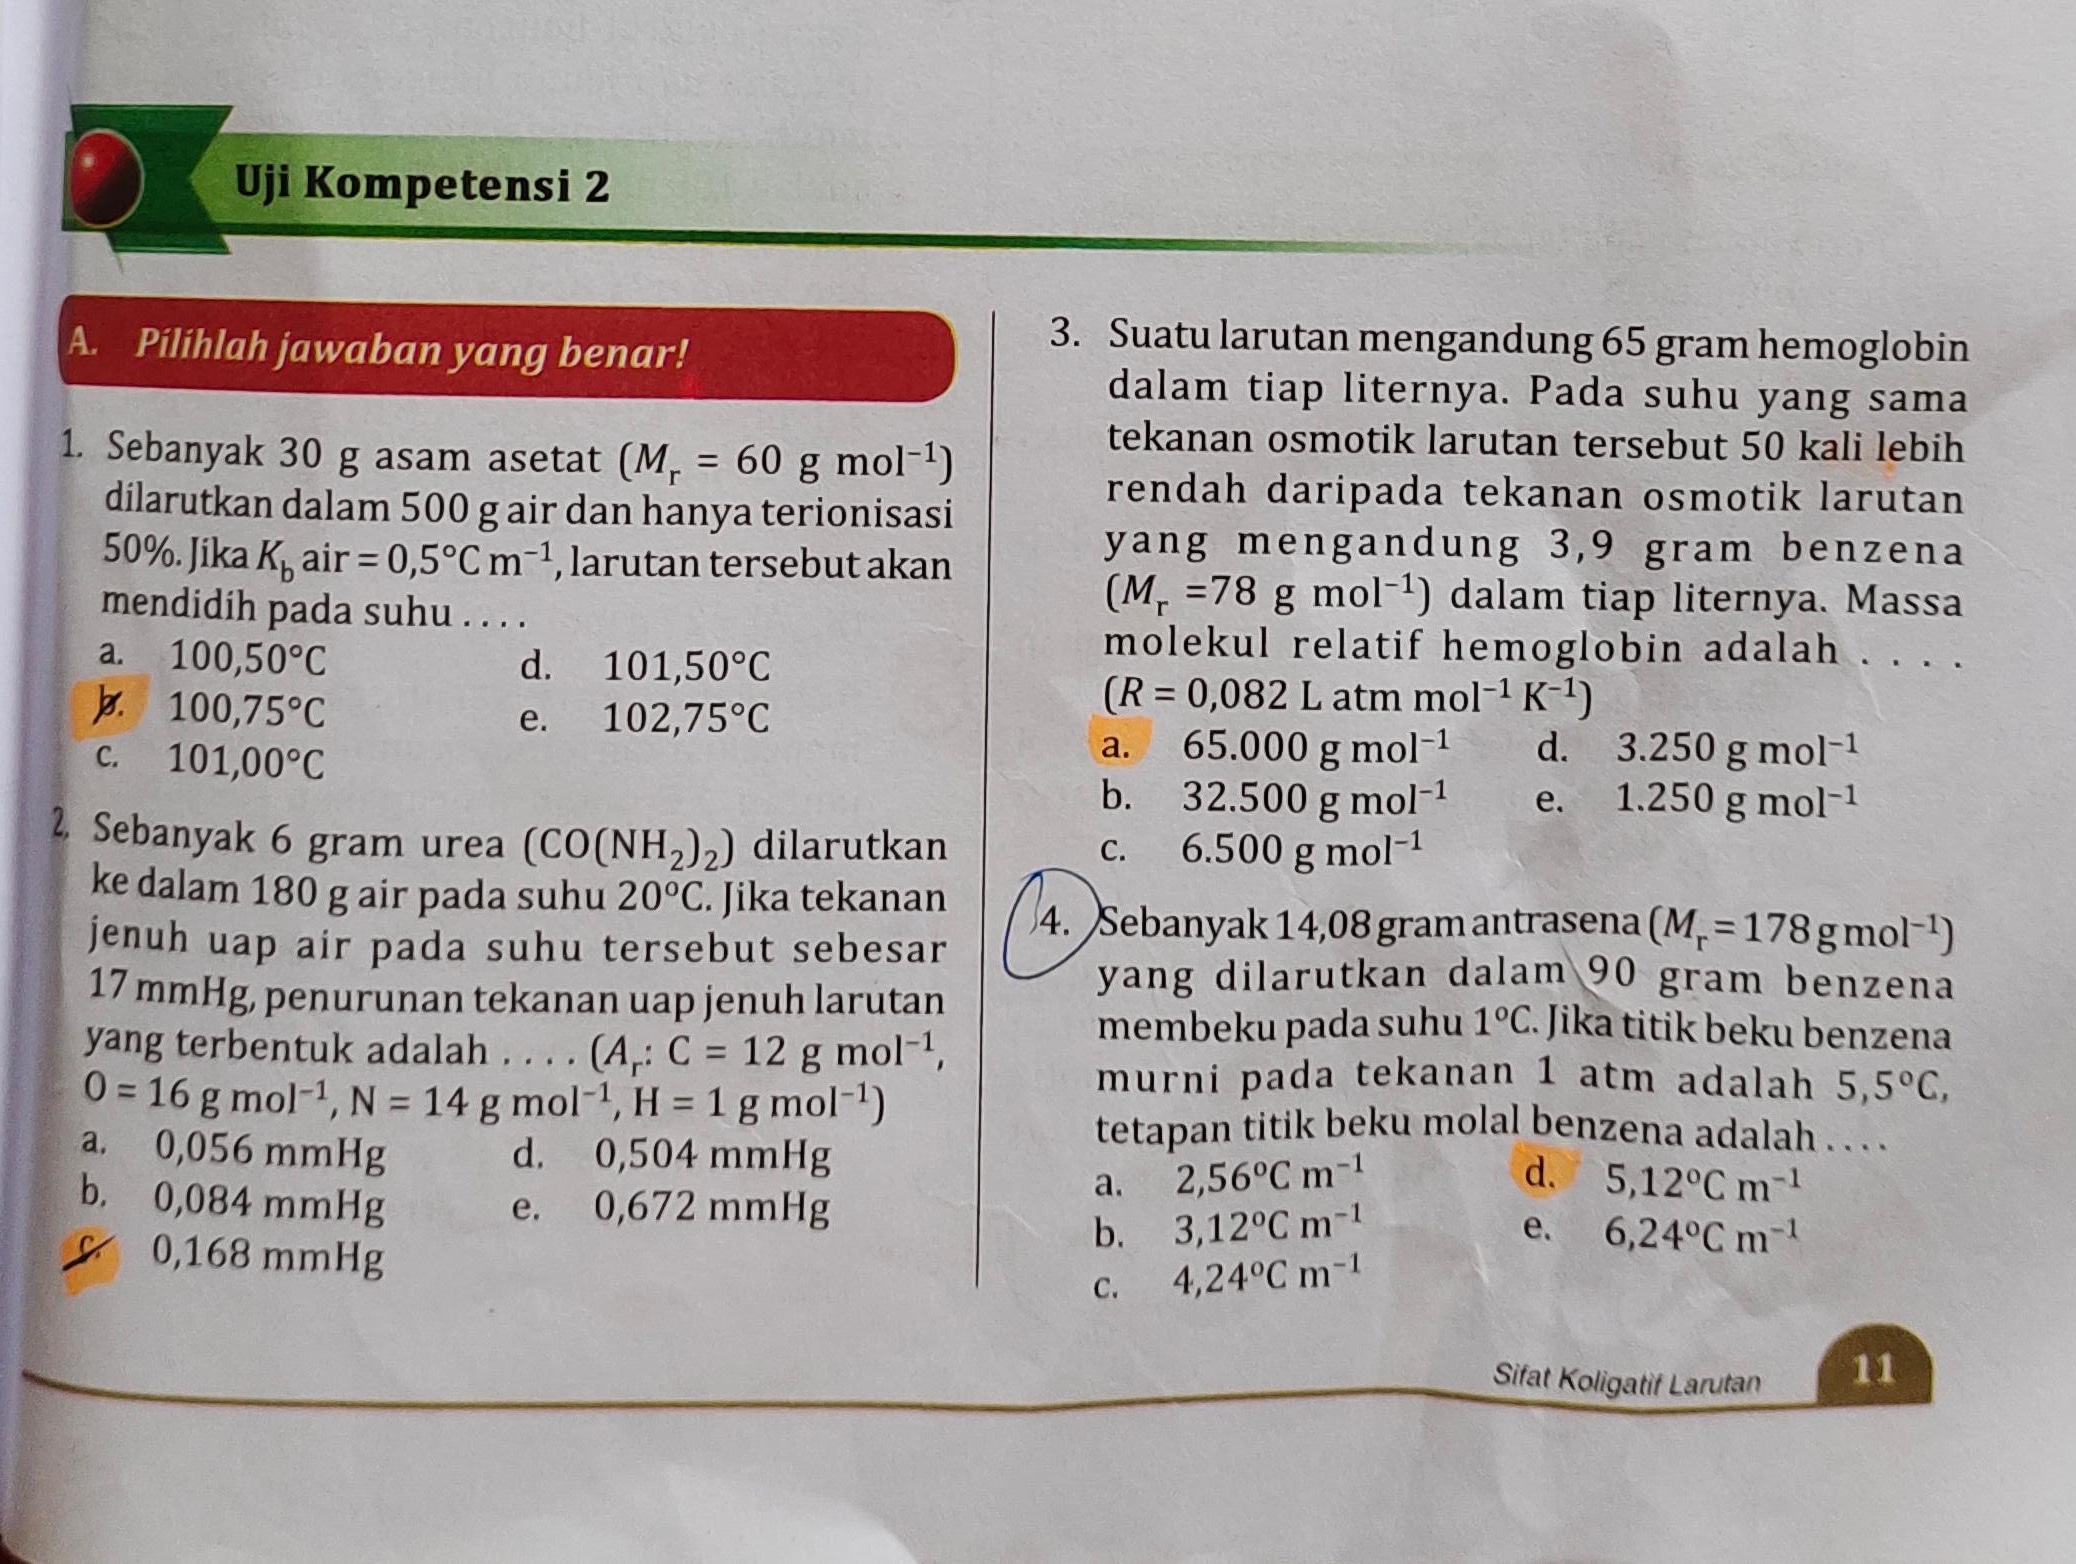 Uji Kompetensi 2
A. Pilihlah jawaban yang benar!
1. Sebanyak 30 g asam asetat (Mᵣ = 60 g mol⁻¹)
dilarutkan dalam 500 g air dan hanya terionisasi
50%. Jika K_b air = 0,5°C m⁻¹, larutan tersebut akan
mendidih pada suhu . . . .
a. 100,50°C d. 101,50°C
b. 100,75°C e. 102,75°C
c. 101,00°C
2. Sebanyak 6 gram urea (CO(NH₂)₂) dilarutkan
ke dalam 180 g air pada suhu 20°C. Jika tekanan
jenuh uap air pada suhu tersebut sebesar
17 mmHg, penurunan tekanan uap jenuh larutan
yang terbentuk adalah . . . . (Aᵣ: C = 12 g mol⁻¹,
O = 16 g mol⁻¹, N = 14 g mol⁻¹, H = 1 g mol⁻¹)
a. 0,056 mmHg d. 0,504 mmHg
b. 0,084 mmHg e. 0,672 mmHg
c. 0,168 mmHg
3. Suatu larutan mengandung 65 gram hemoglobin
dalam tiap liternya. Pada suhu yang sama
tekanan osmotik larutan tersebut 50 kali lebih
rendah daripada tekanan osmotik larutan
yang mengandung 3,9 gram benzena
(Mᵣ =78 g mol⁻¹) dalam tiap liternya. Massa
molekul relatif hemoglobin adalah . . . .
(R = 0,082 L atm mol⁻¹ K⁻¹)
a. 65.000 g mol⁻¹ d. 3.250 g mol⁻¹
b. 32.500 g mol⁻¹ e. 1.250 g mol⁻¹
c. 6.500 g mol⁻¹
4. Sebanyak 14,08 gram antrasena (Mᵣ = 178 g mol⁻¹)
yang dilarutkan dalam 90 gram benzena
membeku pada suhu 1°C. Jika titik beku benzena
murni pada tekanan 1 atm adalah 5,5°C,
tetapan titik beku molal benzena adalah . . . .
a. 2,56°C m⁻¹ d. 5,12°C m⁻¹
b. 3,12°C m⁻¹ e. 6,24°C m⁻¹
c. 4,24°C m⁻¹
Sifat Koligatif Larutan 11